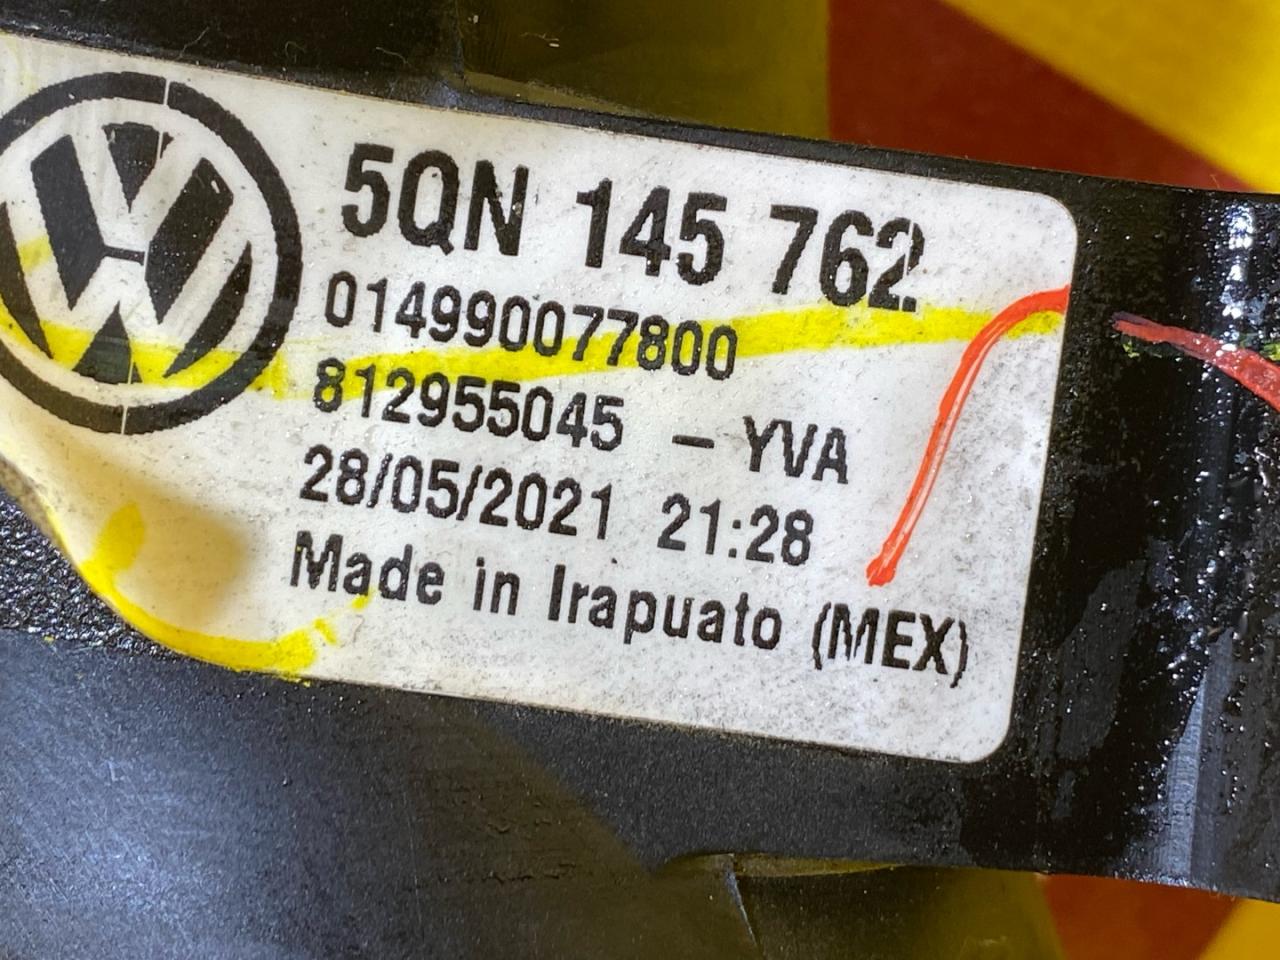 5QN 145 762
014990077800
812955045 - YVA
28/05/2021 21:28
Made in Irapuato (MEX)